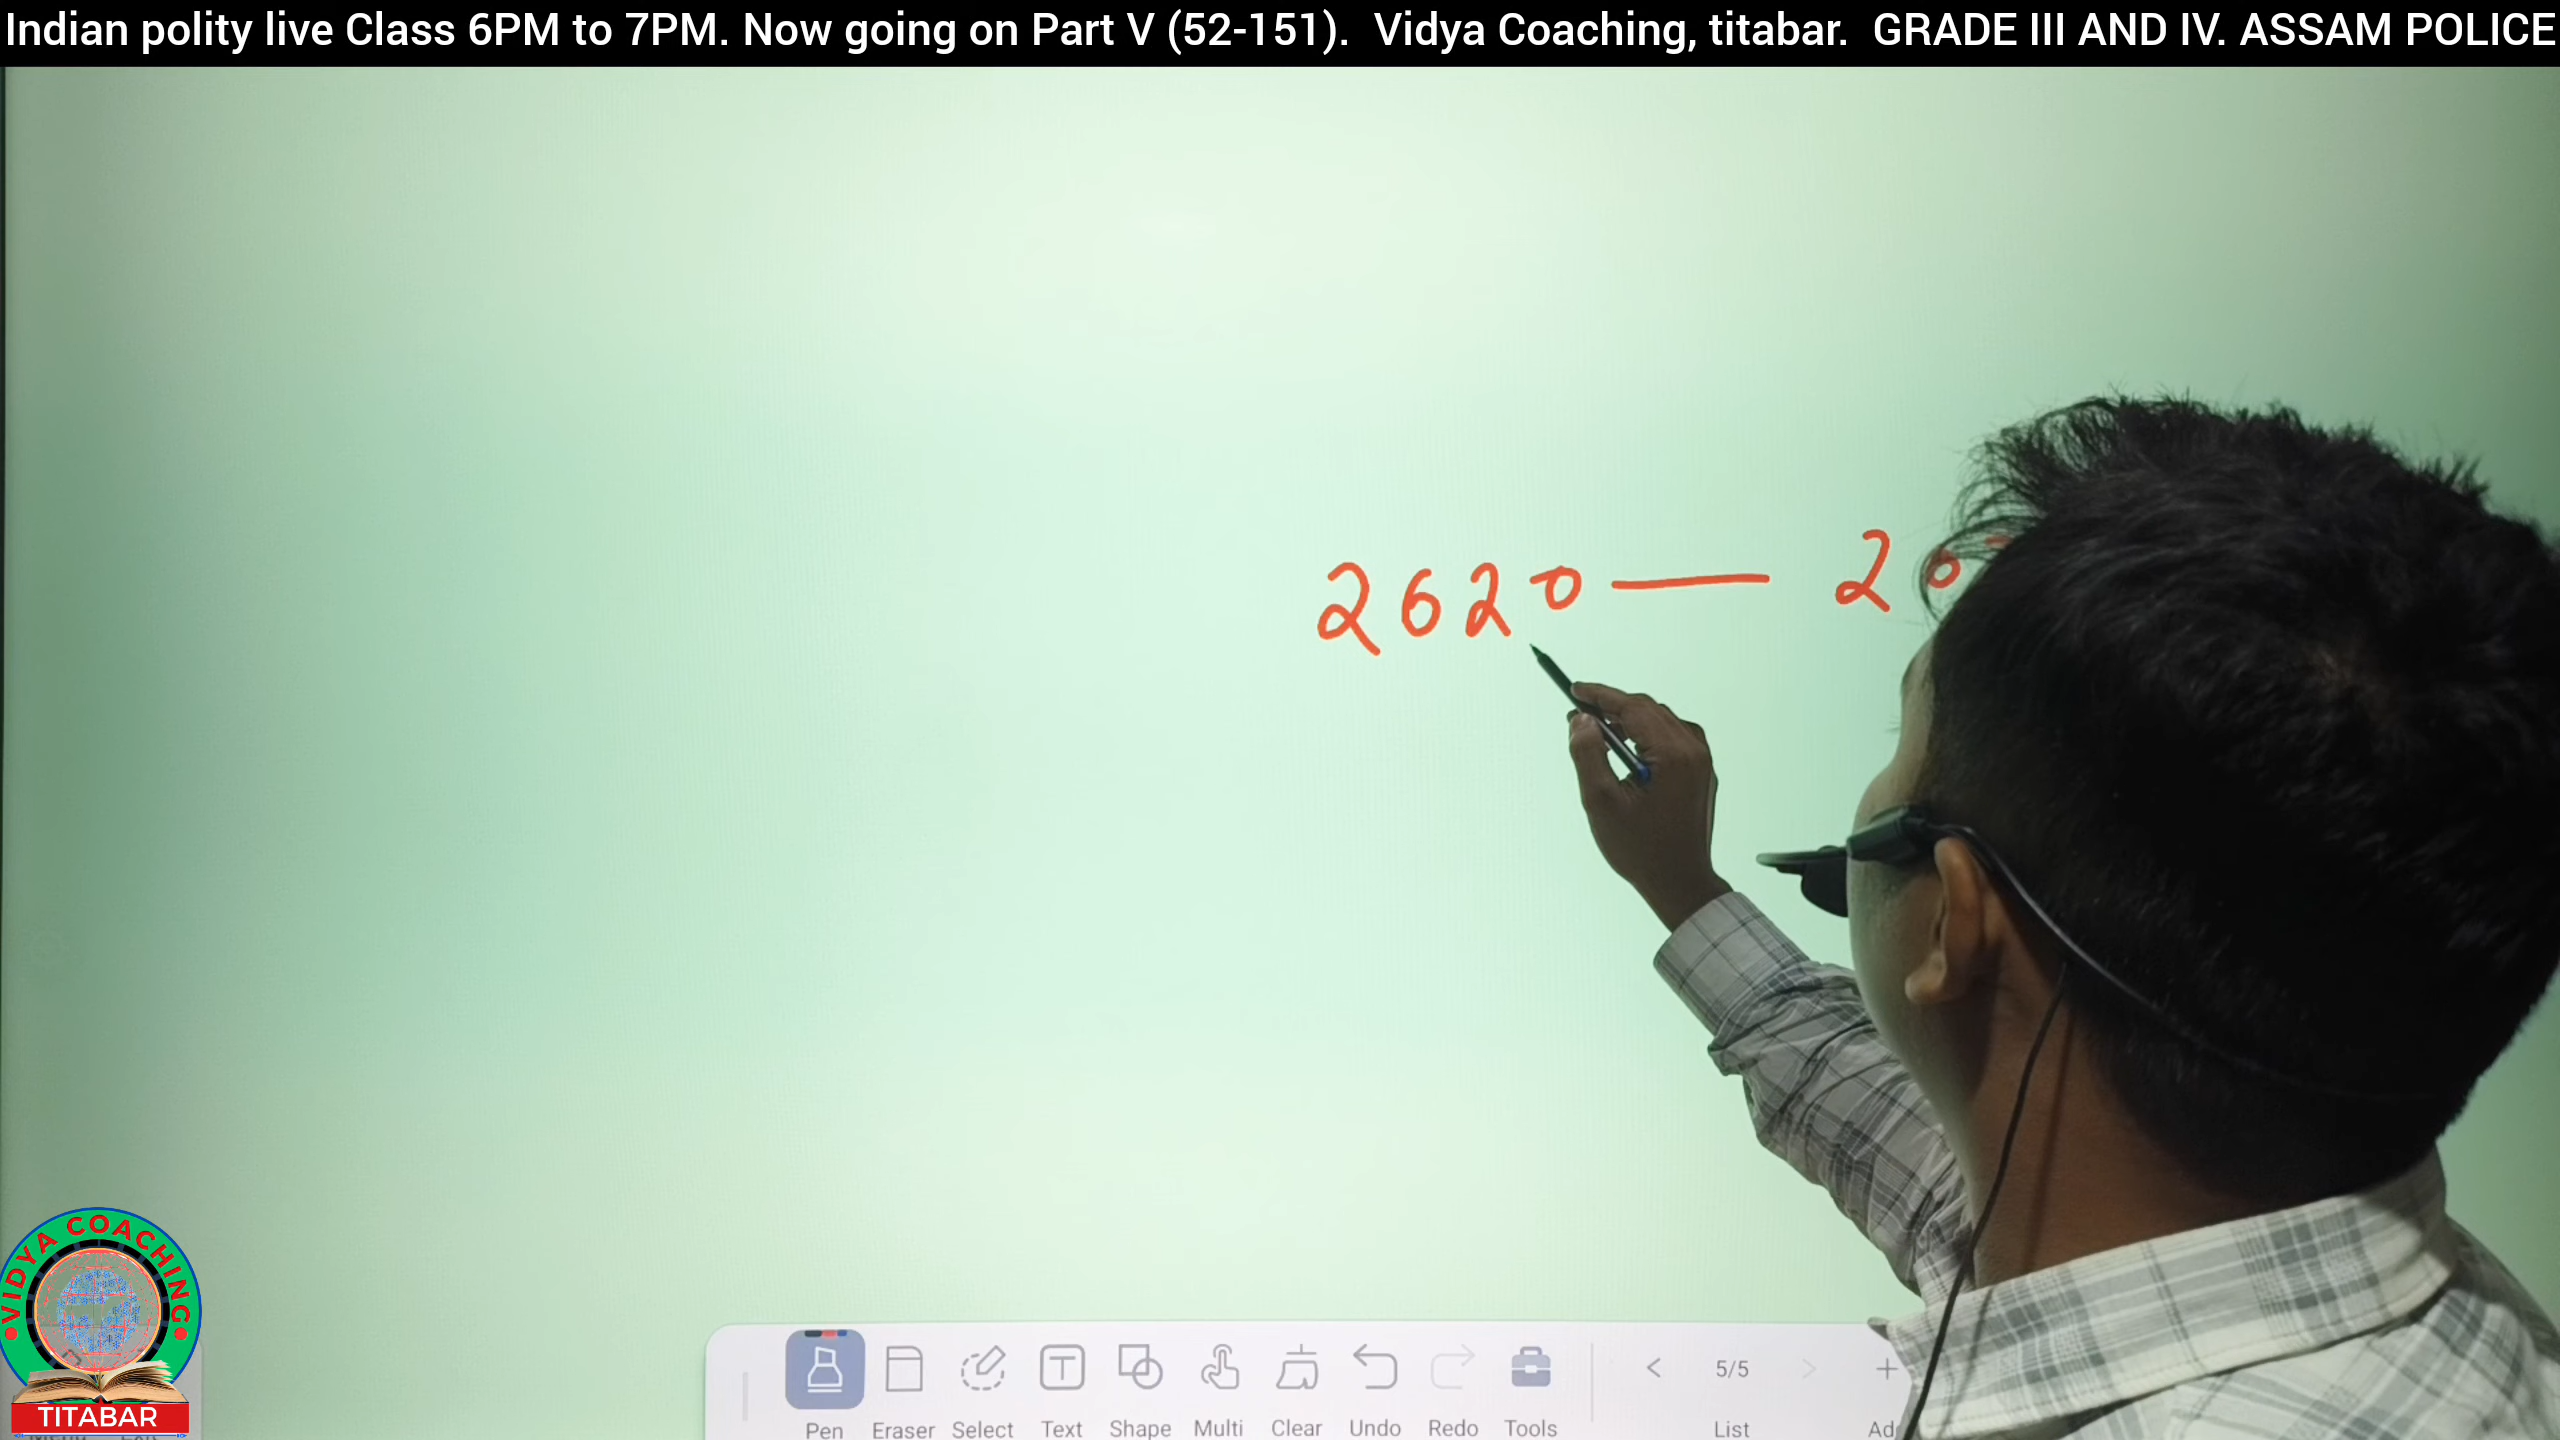 Indian polity live Class 6PM to 7PM. Now going on Part V (52-151). Vidya Coaching, titabar. GRADE III AND IV. ASSAM POLICE
2620 — 20
VIDYA COACHING
TITABAR
Pen Eraser Select Text Shape Multi Clear Undo Redo Tools
< 5/5 > +
List